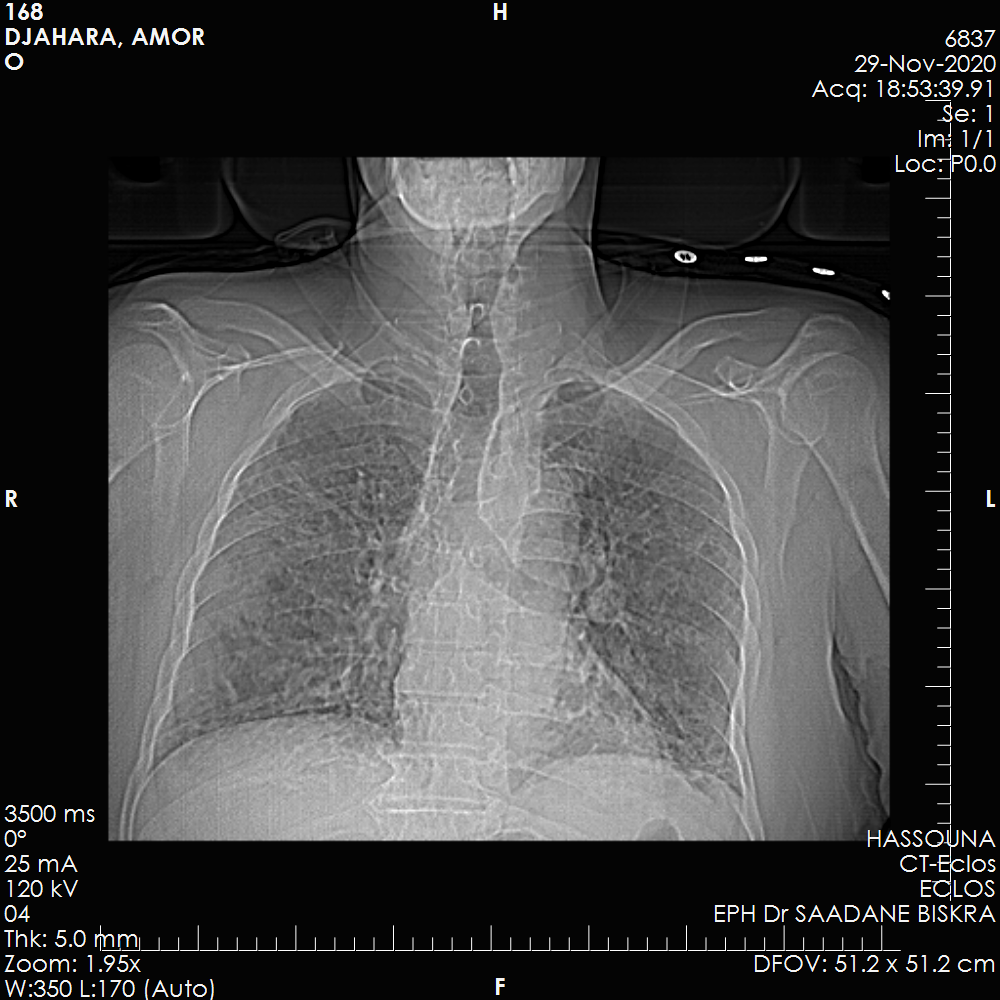 168
DJAHARA, AMOR
O
H
6837
29-Nov-2020
Acq: 18:53:39.91
Se: 1
Im: 1/1
Loc: P0.0
R
L
3500 ms
0°
25 mA
120 kV
04
Thk: 5.0 mm
Zoom: 1.95x
W:350 L:170 (Auto)
F
HASSOUNA
CT-Eclos
ECLOS
EPH Dr SAADANE BISKRA
DFOV: 51.2 x 51.2 cm